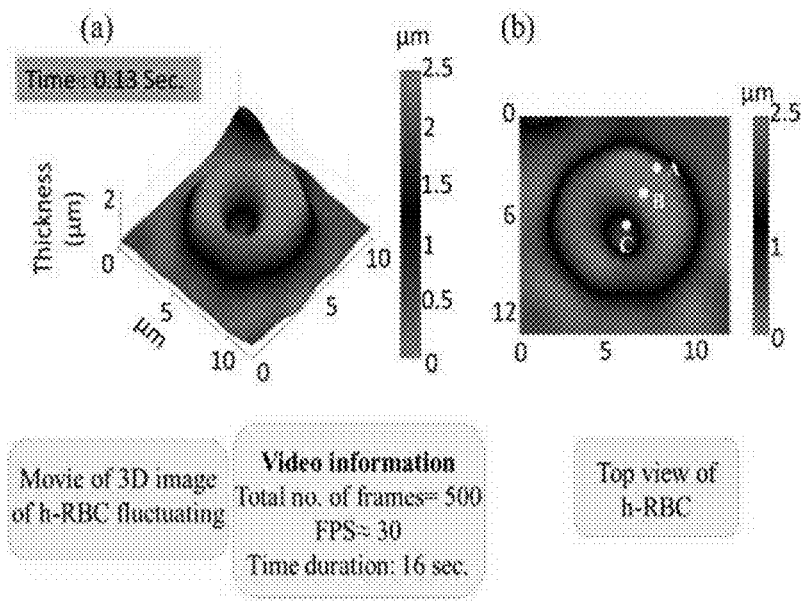 (a)
(b)
Time : 0.13 Sec.
μm
2.5
2
1.5
1
0.5
0
Thickness
(μm)
2
0
μm
5
10
0
5
10
μm
2.5
1
0
0
6
12
0
5
10
A
B
C
Movie of 3D image
of h-RBC fluctuating
Video information
Total no. of frames= 500
FPS≈ 30
Time duration: 16 sec.
Top view of
h-RBC